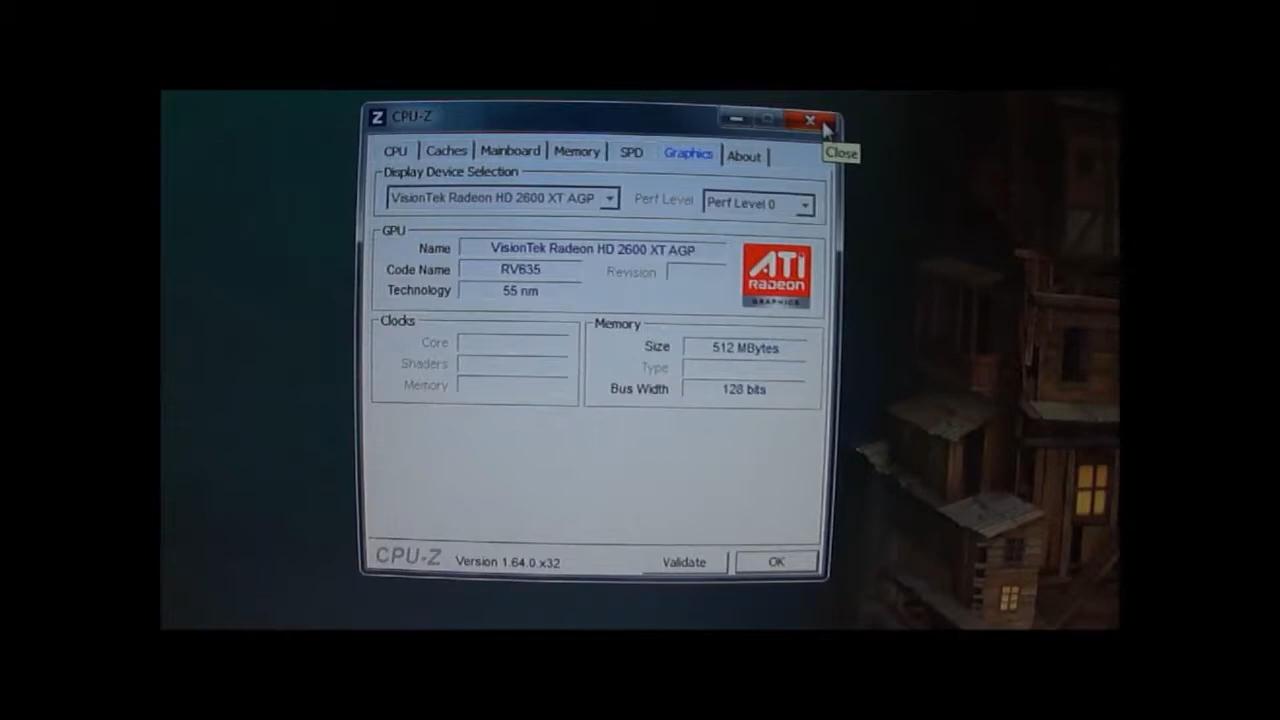 CPU-Z
Close
CPU Caches Mainboard Memory SPD Graphics About
Display Device Selection
VisionTek Radeon HD 2600 XT AGP Perf Level Perf Level 0
GPU
Name VisionTek Radeon HD 2600 XT AGP
Code Name RV635 Revision
Technology 55 nm
ATI
RADEON
GRAPHICS
Clocks
Core
Shaders
Memory
Memory
Size 512 MBytes
Type
Bus Width 128 bits
CPU-Z Version 1.64.0.x32 Validate OK